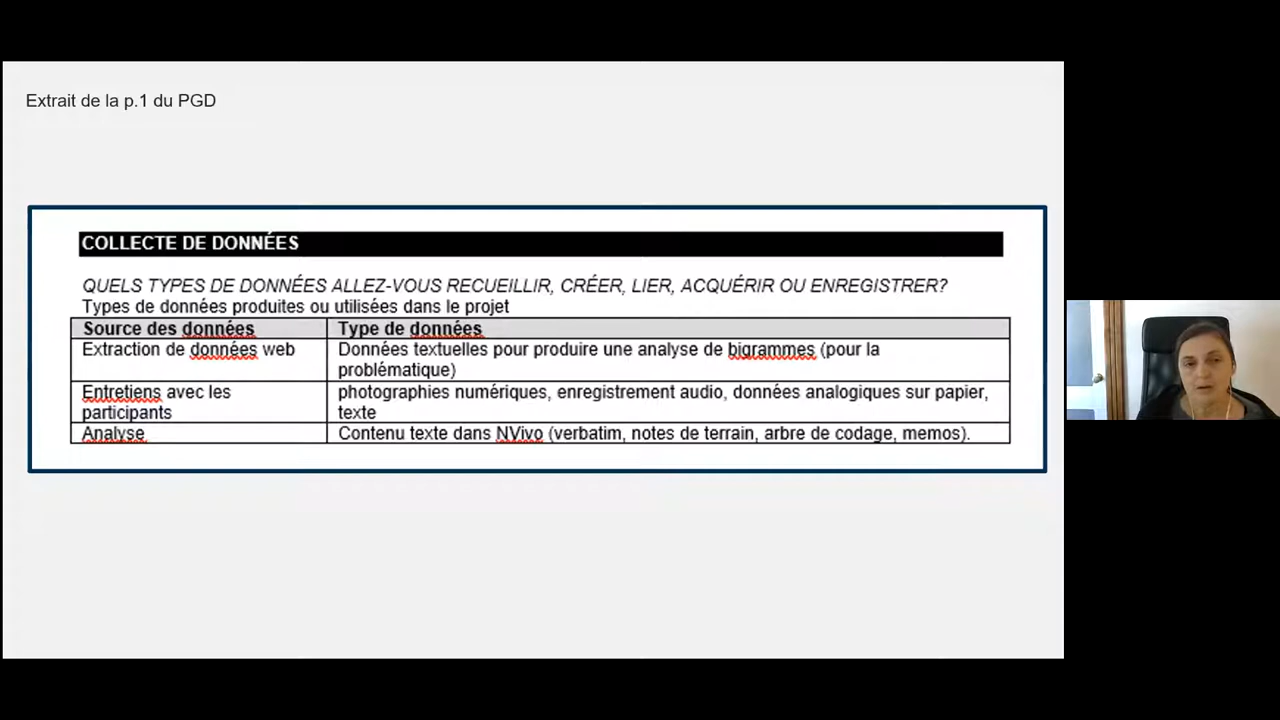 Extrait de la p.1 du PGD
COLLECTE DE DONNÉES
QUELS TYPES DE DONNÉES ALLEZ-VOUS RECUEILLIR, CRÉER, LIER, ACQUÉRIR OU ENREGISTRER?
Types de données produites ou utilisées dans le projet
Source des données
Type de données
Extraction de données web
Données textuelles pour produire une analyse de bigrammes (pour la
problématique)
Entretiens avec les
participants
photographies numériques, enregistrement audio, données analogiques sur papier,
texte
Analyse
Contenu texte dans NVivo (verbatim, notes de terrain, arbre de codage, memos).